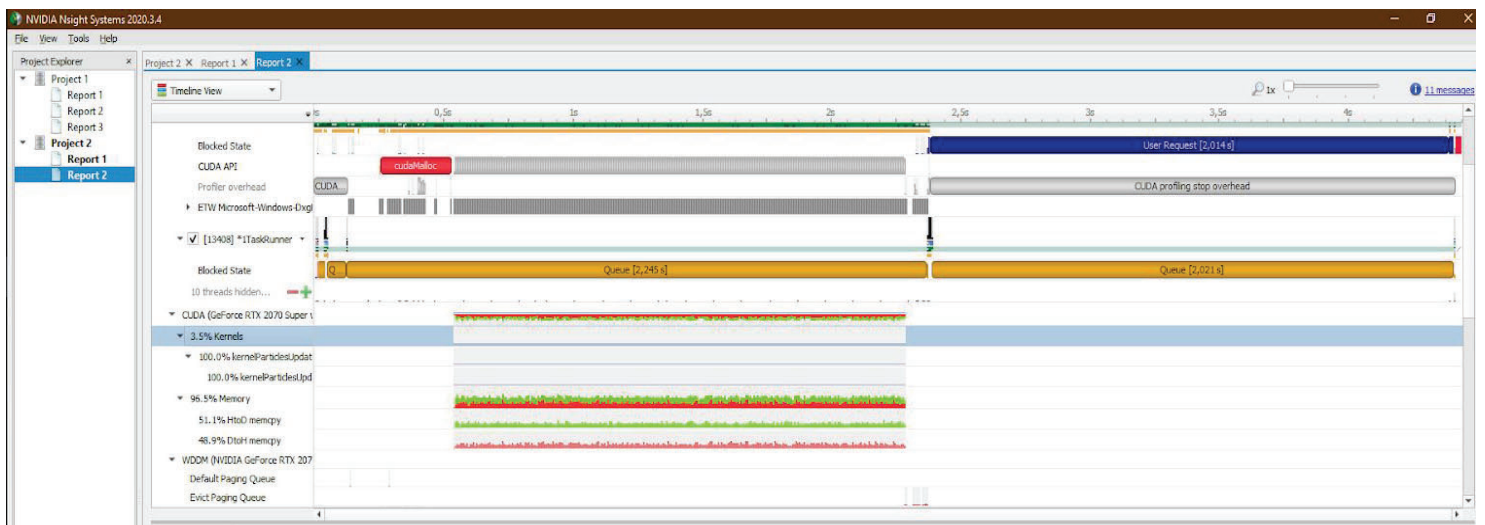 NVIDIA Nsight Systems 2020.3.4
File View Tools Help
Project Explorer
Project 1
Report 1
Report 2
Report 3
Project 2
Report 1
Report 2
Project 2 Report 1 Report 2
Timeline View
1x
11 messages
0,5s 1s 1,5s 2s 2,5s 3s 3,5s 4s
Blocked State User Request [2,014 s]
CUDA API cudaMalloc
Profiler overhead CUDA... CUDA profiling stop overhead
ETW Microsoft-Windows-Dxgl
[13408] *1TaskRunner
Blocked State Q... Queue [2,245 s] Queue [2,021 s]
10 threads hidden...
CUDA (GeForce RTX 2070 Super
3.5% Kernels
100.0% kernelParticlesUpdat
100.0% kernelParticlesUpd
96.5% Memory
51.1% HtoD memcpy
48.9% DtoH memcpy
WDDM (NVIDIA GeForce RTX 207
Default Paging Queue
Evict Paging Queue